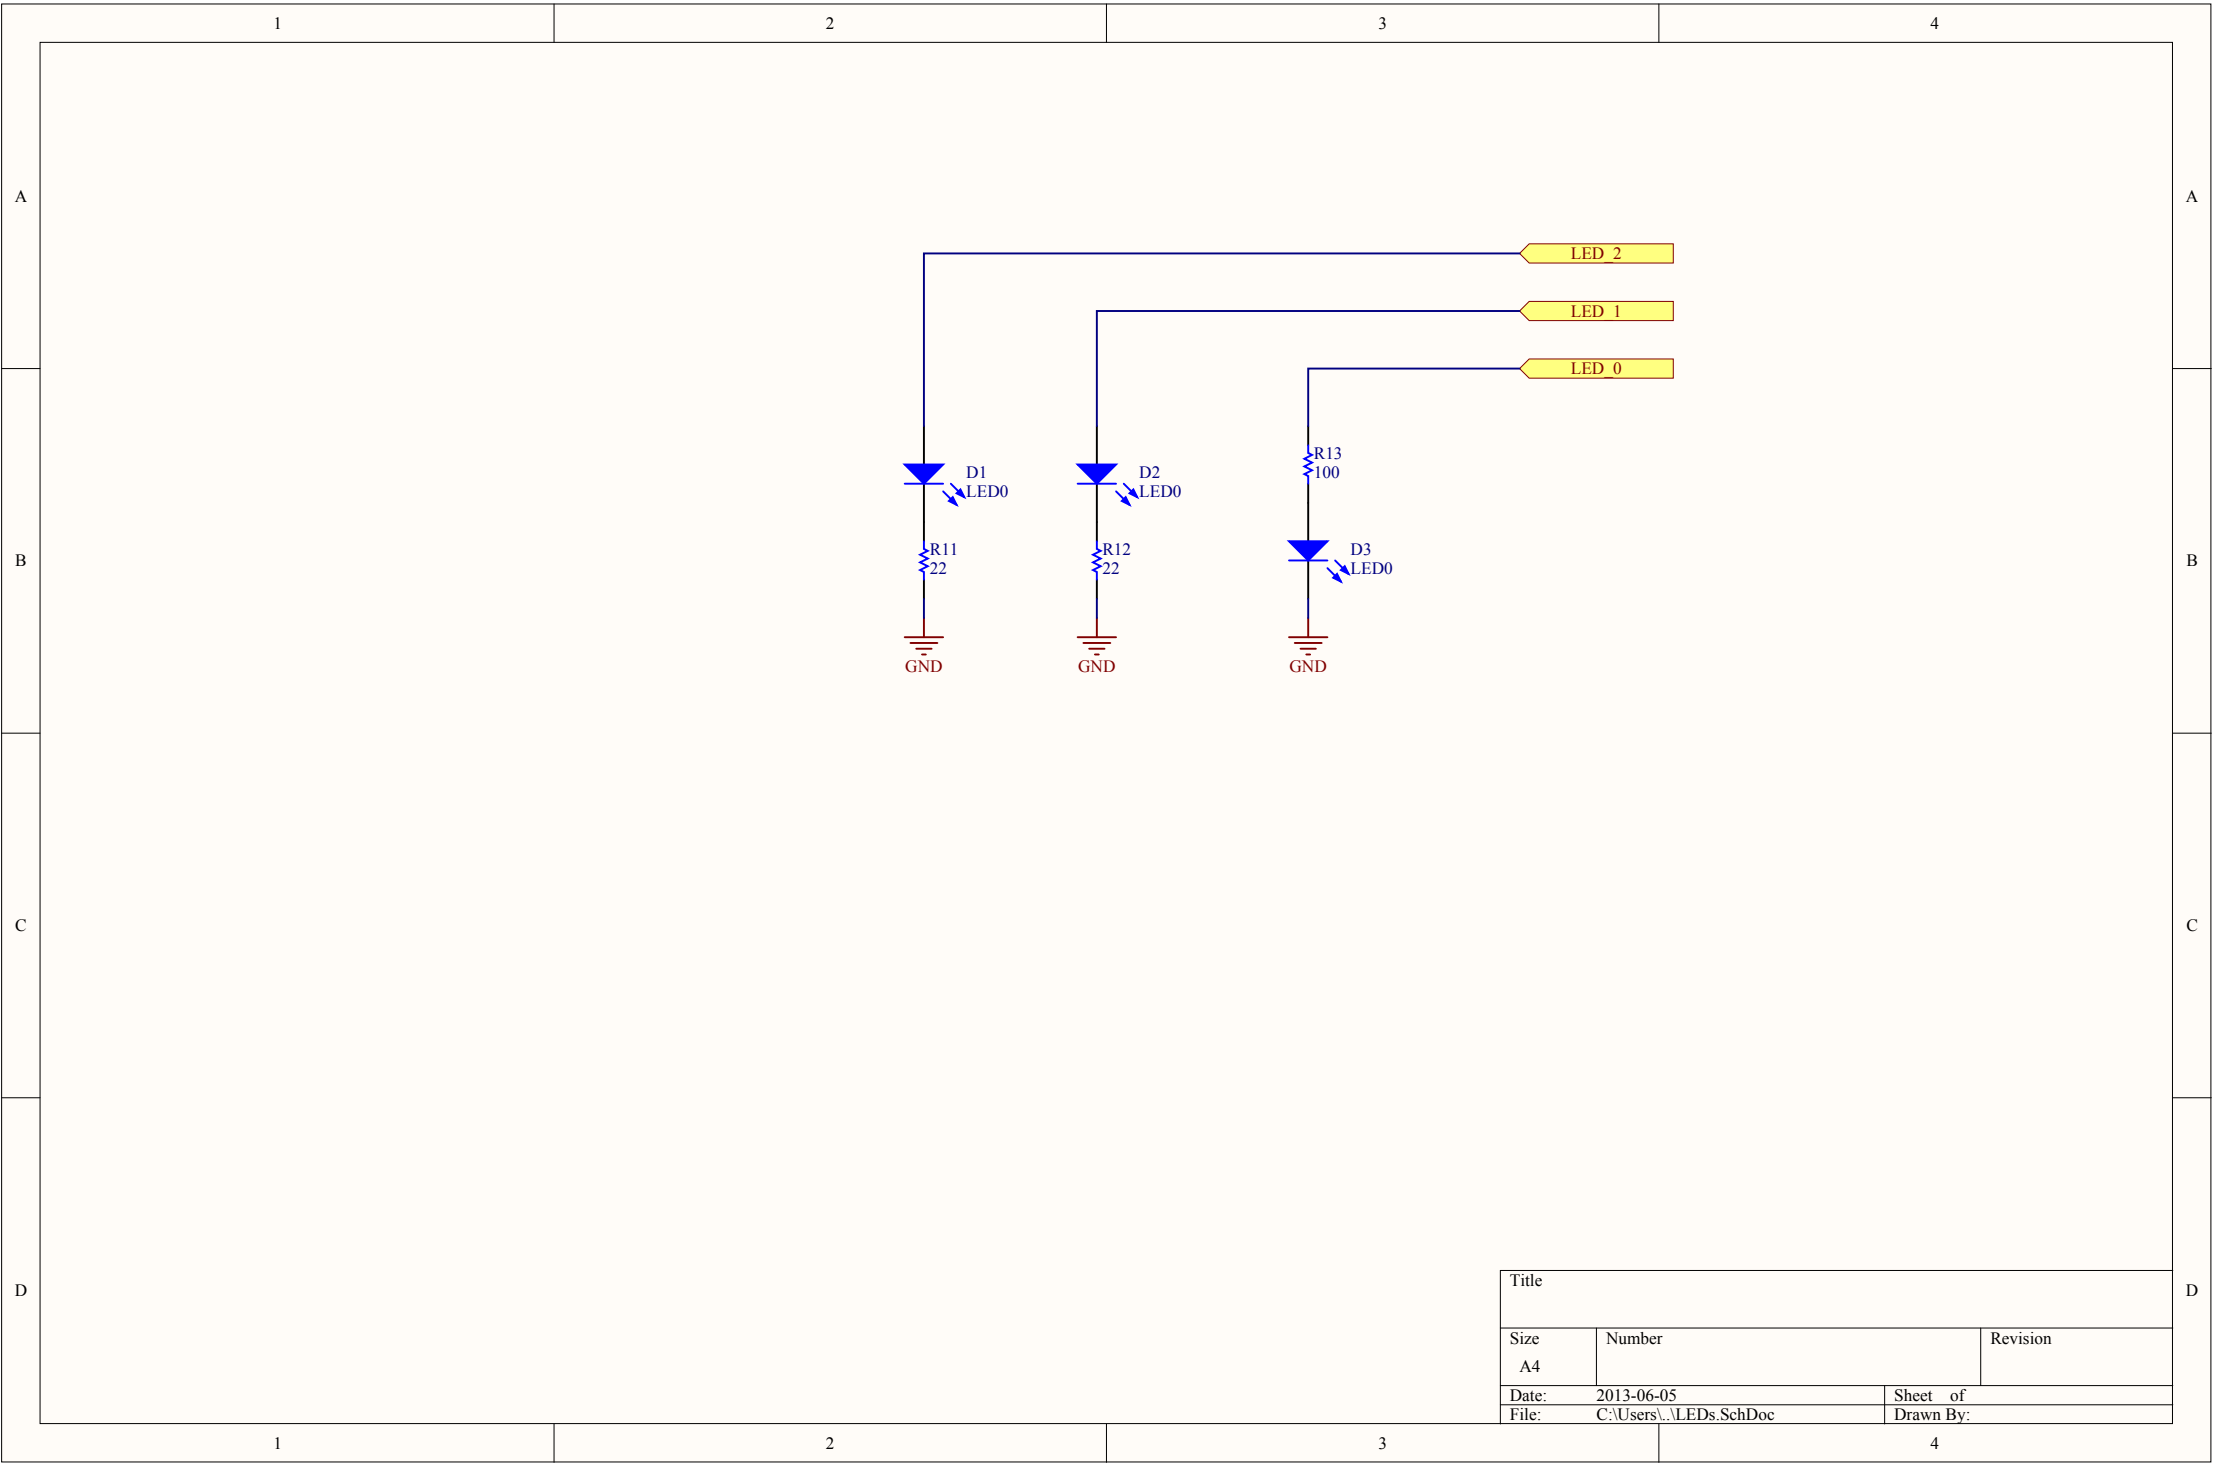 1 2 3 4
A A
LED_2
LED_1
LED_0
R13
100
D1
LED0
D2
LED0
R11
22
R12
22
D3
LED0
B B
GND GND GND
C C
Title
D D
Size Number Revision
A4
Date: 2013-06-05 Sheet of
File: C:\Users\..\LEDs.SchDoc Drawn By:
1 2 3 4